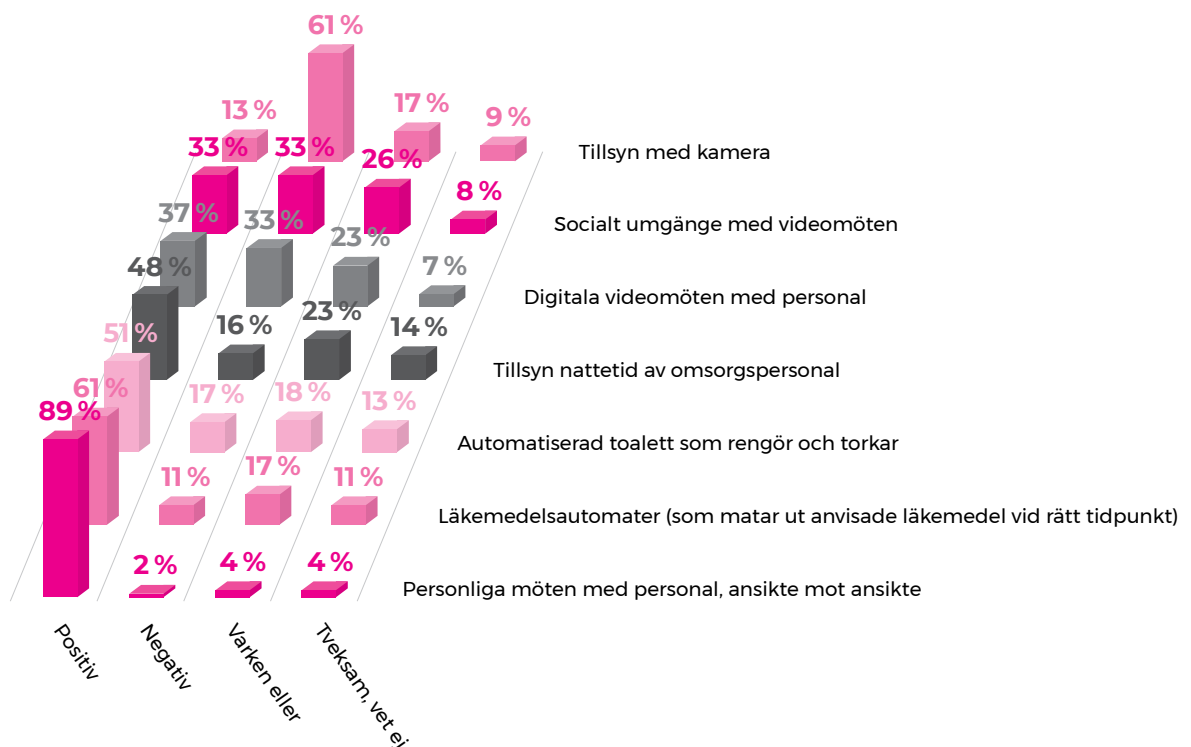 61 %
13 %
17 %
9 %
Tillsyn med kamera
33 %
33 %
26 %
8 %
Socialt umgänge med videomöten
37 %
33 %
23 %
7 %
Digitala videomöten med personal
48 %
16 %
23 %
14 %
Tillsyn nattetid av omsorgspersonal
51 %
17 %
18 %
13 %
Automatiserad toalett som rengör och torkar
61 %
11 %
17 %
11 %
Läkemedelsautomater (som matar ut anvisade läkemedel vid rätt tidpunkt)
89 %
2 %
4 %
4 %
Personliga möten med personal, ansikte mot ansikte
Positiv
Negativ
Varken eller
Tveksam, vet ej